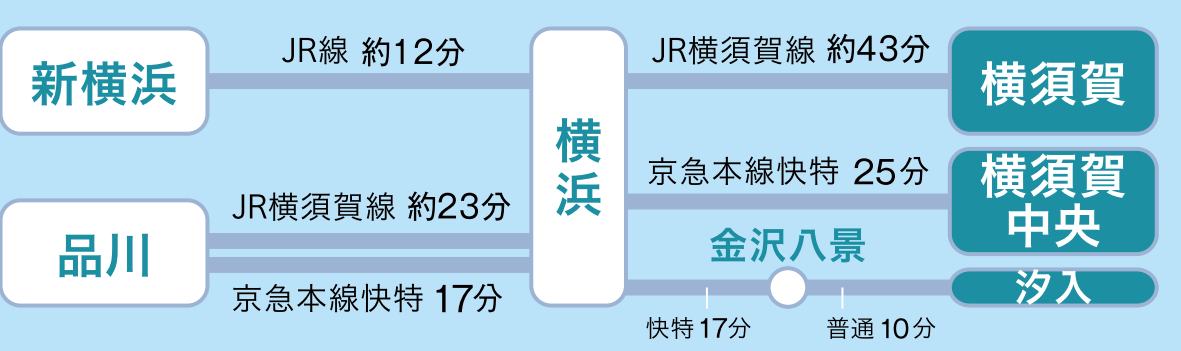 新横浜
JR線 約12分
横浜
JR横須賀線 約43分
横須賀
京急本線快特 25分
横須賀
中央
品川
JR横須賀線 約23分
京急本線快特 17分
金沢八景
汐入
快特17分
普通10分